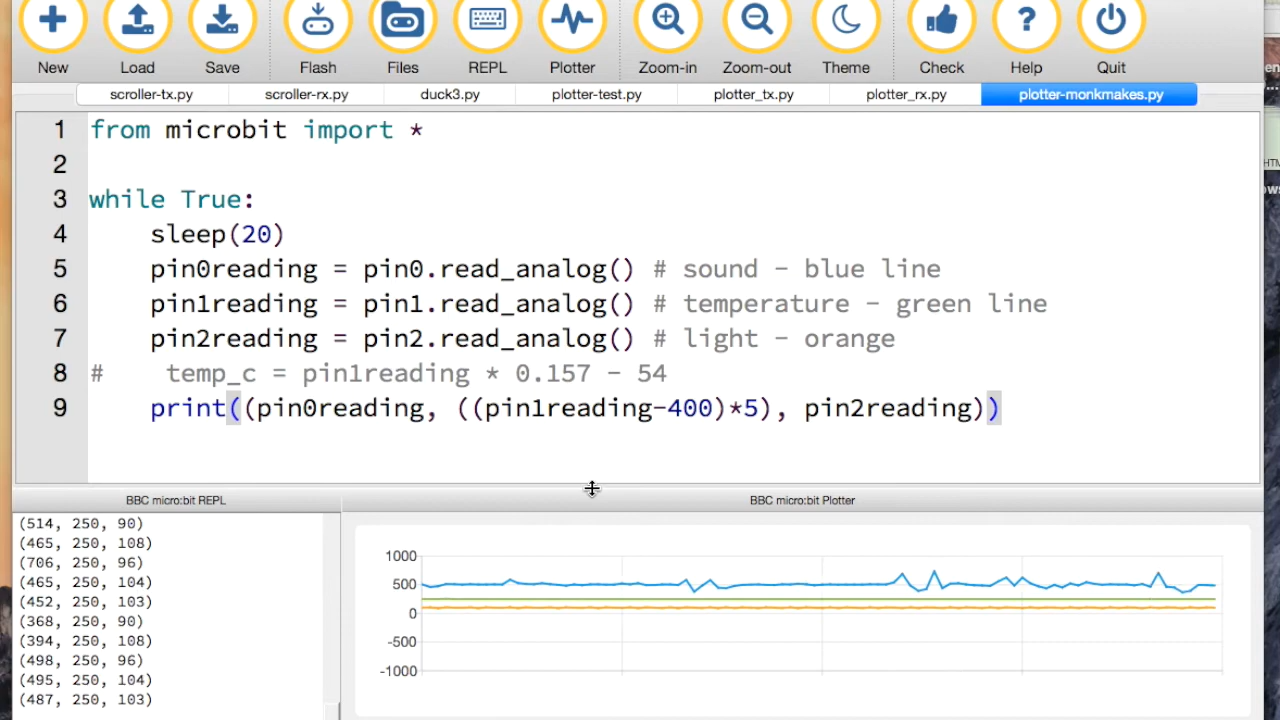 New Load Save Flash Files REPL Plotter Zoom-in Zoom-out Theme Check Help Quit
scroller-tx.py scroller-rx.py duck3.py plotter-test.py plotter_tx.py plotter_rx.py plotter-monkmakes.py
1 from microbit import *
2
3 while True:
4 sleep(20)
5 pin0reading = pin0.read_analog() # sound - blue line
6 pin1reading = pin1.read_analog() # temperature - green line
7 pin2reading = pin2.read_analog() # light - orange
8 # temp_c = pin1reading * 0.157 - 54
9 print((pin0reading, ((pin1reading-400)*5), pin2reading))
BBC micro:bit REPL
(514, 250, 90)
(465, 250, 108)
(706, 250, 96)
(465, 250, 104)
(452, 250, 103)
(368, 250, 90)
(394, 250, 108)
(498, 250, 96)
(495, 250, 104)
(487, 250, 103)
BBC micro:bit Plotter
1000
500
0
-500
-1000